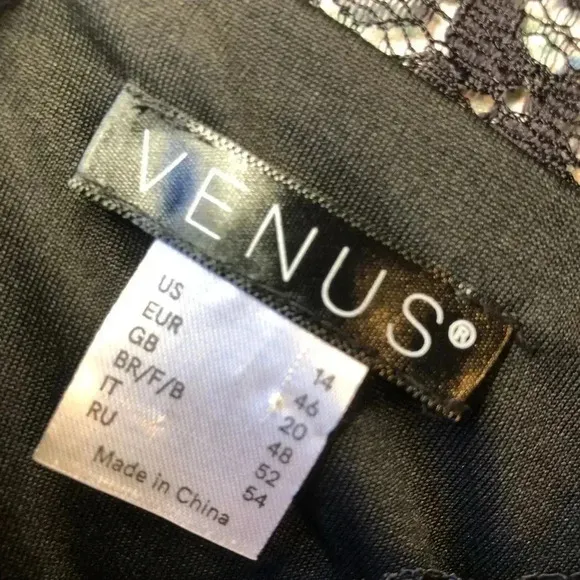 VENUS®
US 14
EUR 46
GB 20
BR/F/B 48
IT 52
RU 54
Made in China